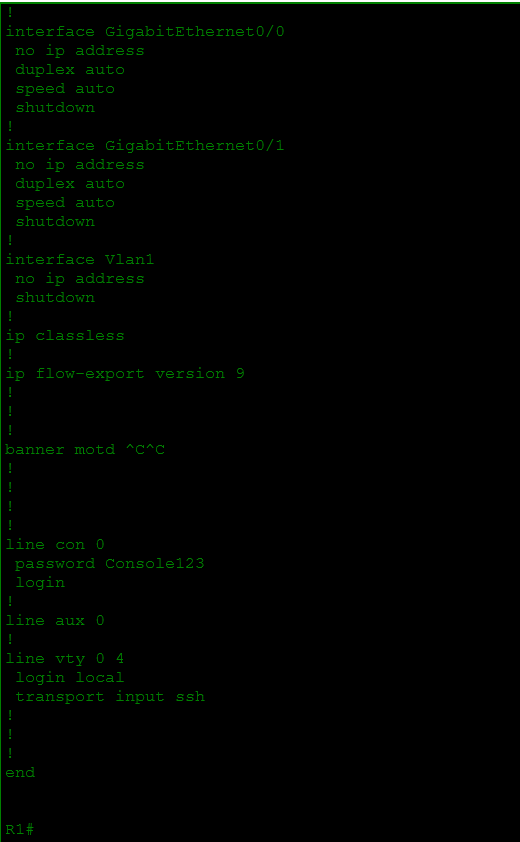 !
interface GigabitEthernet0/0
 no ip address
 duplex auto
 speed auto
 shutdown
!
interface GigabitEthernet0/1
 no ip address
 duplex auto
 speed auto
 shutdown
!
interface Vlan1
 no ip address
 shutdown
!
ip classless
!
ip flow-export version 9
!
!
!
banner motd ^C^C
!
!
!
!
line con 0
 password Console123
 login
!
line aux 0
!
line vty 0 4
 login local
 transport input ssh
!
!
!
end
R1#